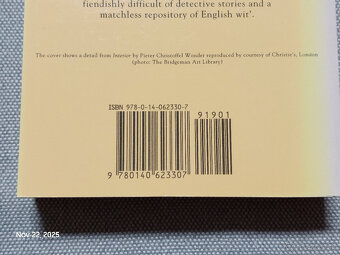 fiendishly difficult of detective stories and a
matchless repository of English wit'.
The cover shows a detail from Interior by Pieter Christoffel Wonder reproduced by courtesy of Christie's, London
(photo: The Bridgeman Art Library)
ISBN 978-0-14-062330-7
91901
9 780140 623307
Nov 22, 2025